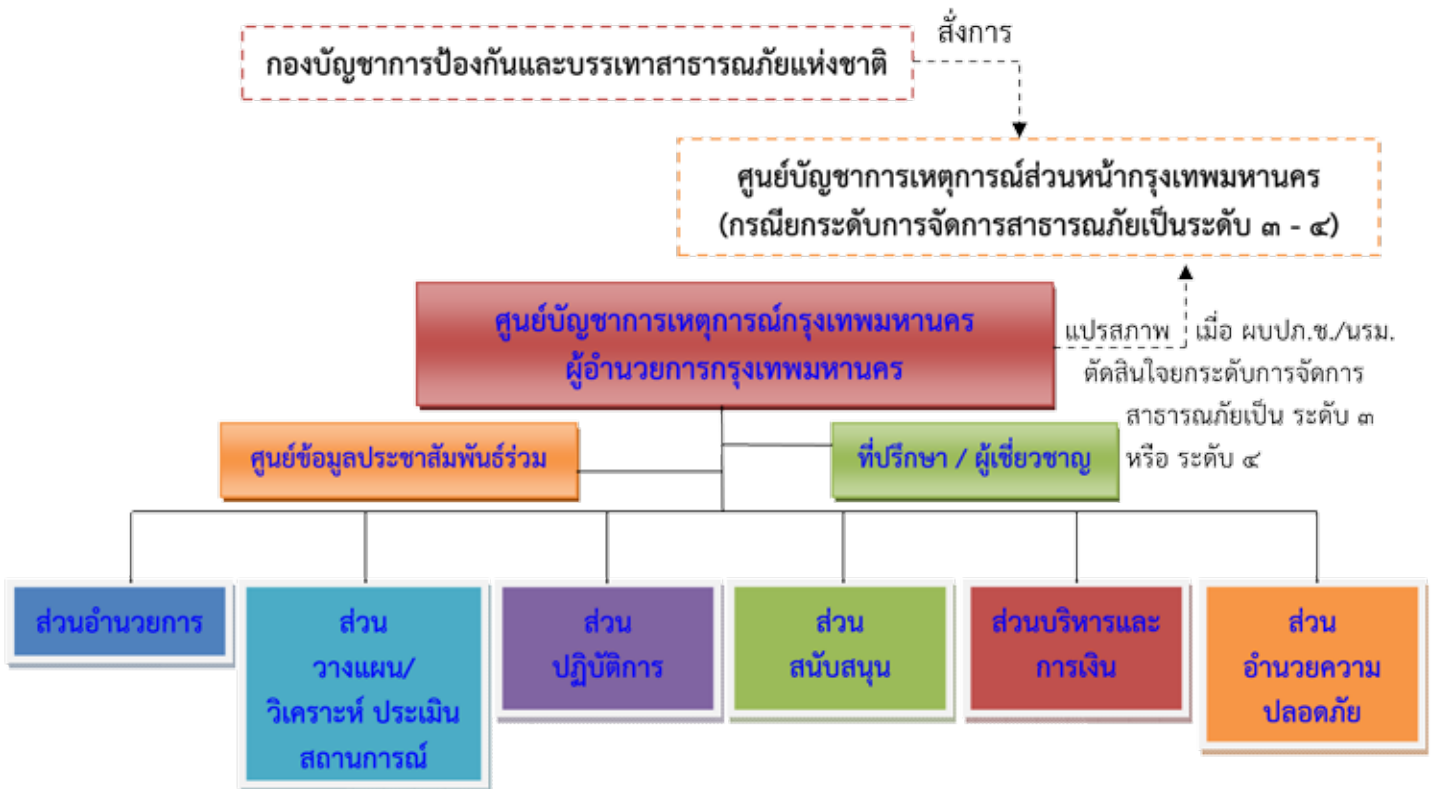 สั่งการ
กองบัญชาการป้องกันและบรรเทาสาธารณภัยแห่งชาติ
ศูนย์บัญชาการเหตุการณ์ส่วนหน้ากรุงเทพมหานคร
(กรณียกระดับการจัดการสาธารณภัยเป็นระดับ ๓ - ๔)
ศูนย์บัญชาการเหตุการณ์กรุงเทพมหานคร
ผู้อำนวยการกรุงเทพมหานคร
แปรสภาพ เมื่อ ผบปภ.ช./นรม.
ตัดสินใจยกระดับการจัดการ
สาธารณภัยเป็น ระดับ ๓
หรือ ระดับ ๔
ศูนย์ข้อมูลประชาสัมพันธ์ร่วม
ที่ปรึกษา / ผู้เชี่ยวชาญ
ส่วนอำนวยการ
ส่วน
วางแผน/
วิเคราะห์ ประเมิน
สถานการณ์
ส่วน
ปฏิบัติการ
ส่วน
สนับสนุน
ส่วนบริหารและ
การเงิน
ส่วน
อำนวยความ
ปลอดภัย